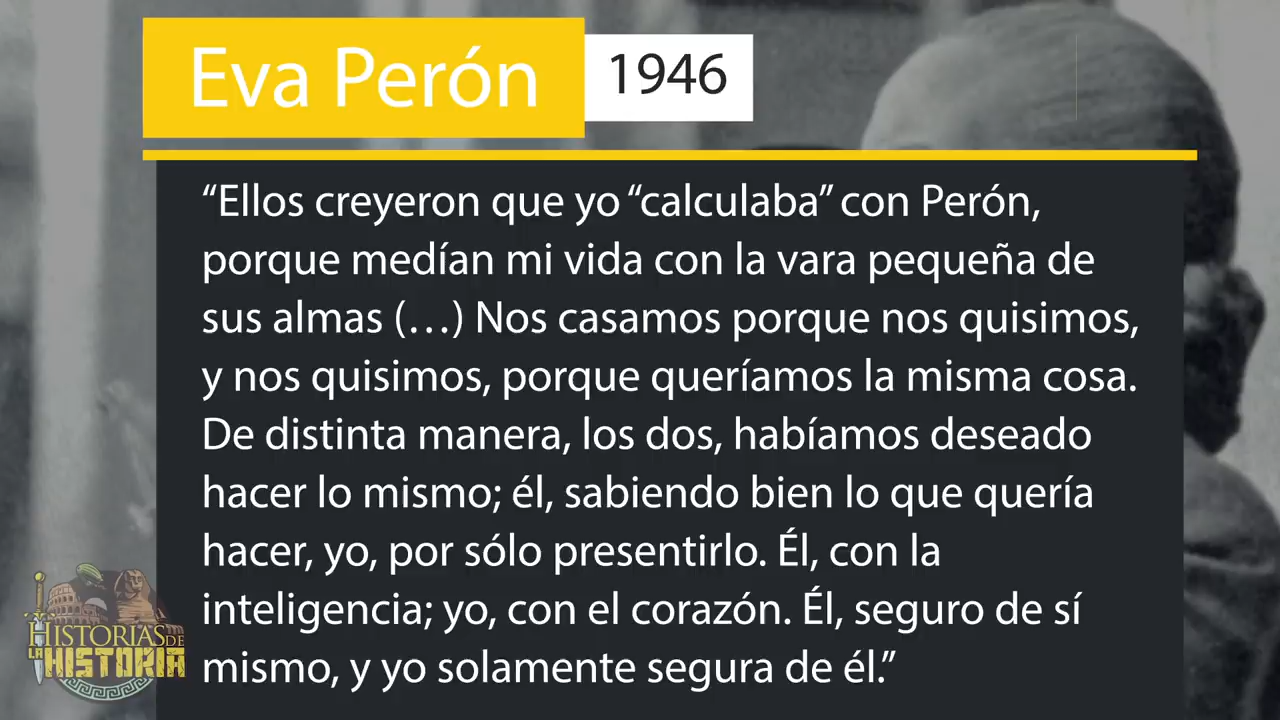 Eva Perón
1946
“Ellos creyeron que yo “calculaba” con Perón,
porque medían mi vida con la vara pequeña de
sus almas (…) Nos casamos porque nos quisimos,
y nos quisimos, porque queríamos la misma cosa.
De distinta manera, los dos, habíamos deseado
hacer lo mismo; él, sabiendo bien lo que quería
hacer, yo, por sólo presentirlo. Él, con la
inteligencia; yo, con el corazón. Él, seguro de sí
mismo, y yo solamente segura de él.”
HISTORIAS DE
LA HISTORIA